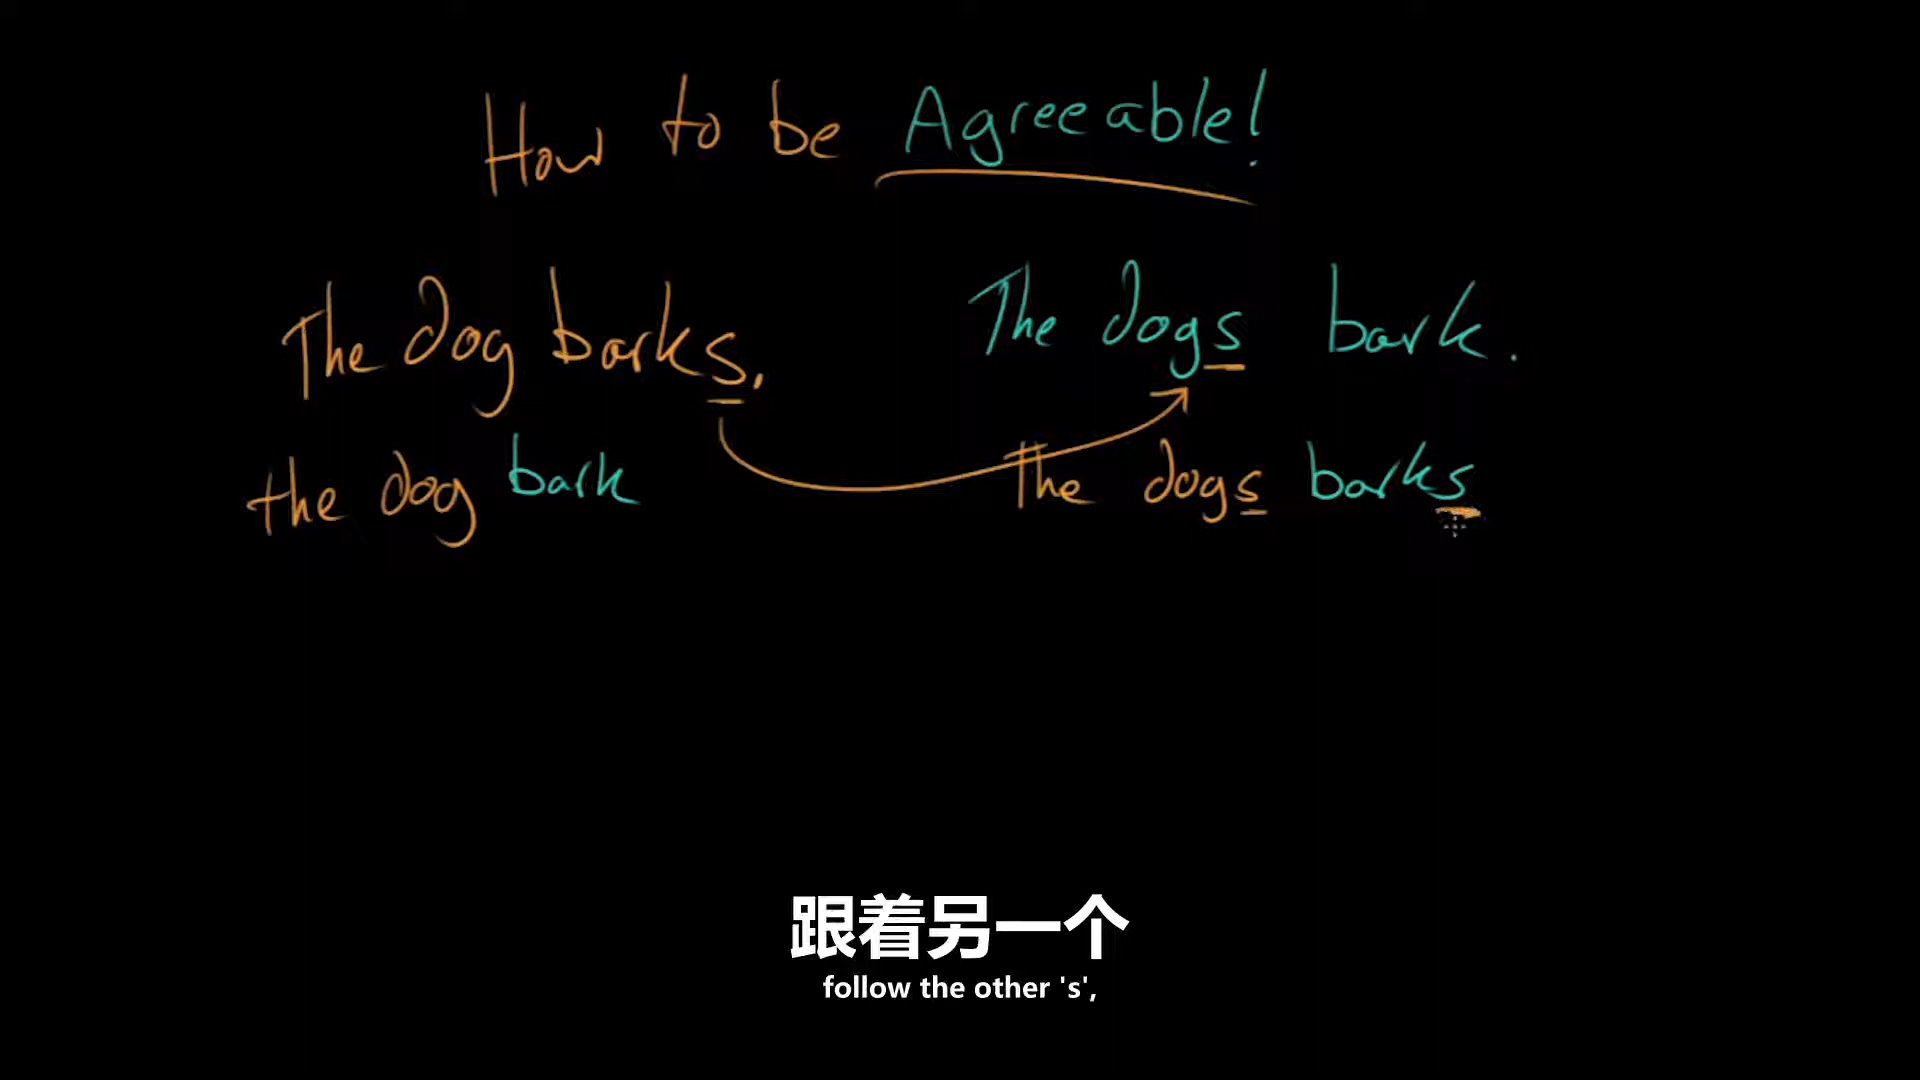 How to be Agreeable!
The dog barks. The dogs bark.
the dog bark The dogs barks
跟着另一个
follow the other 's',